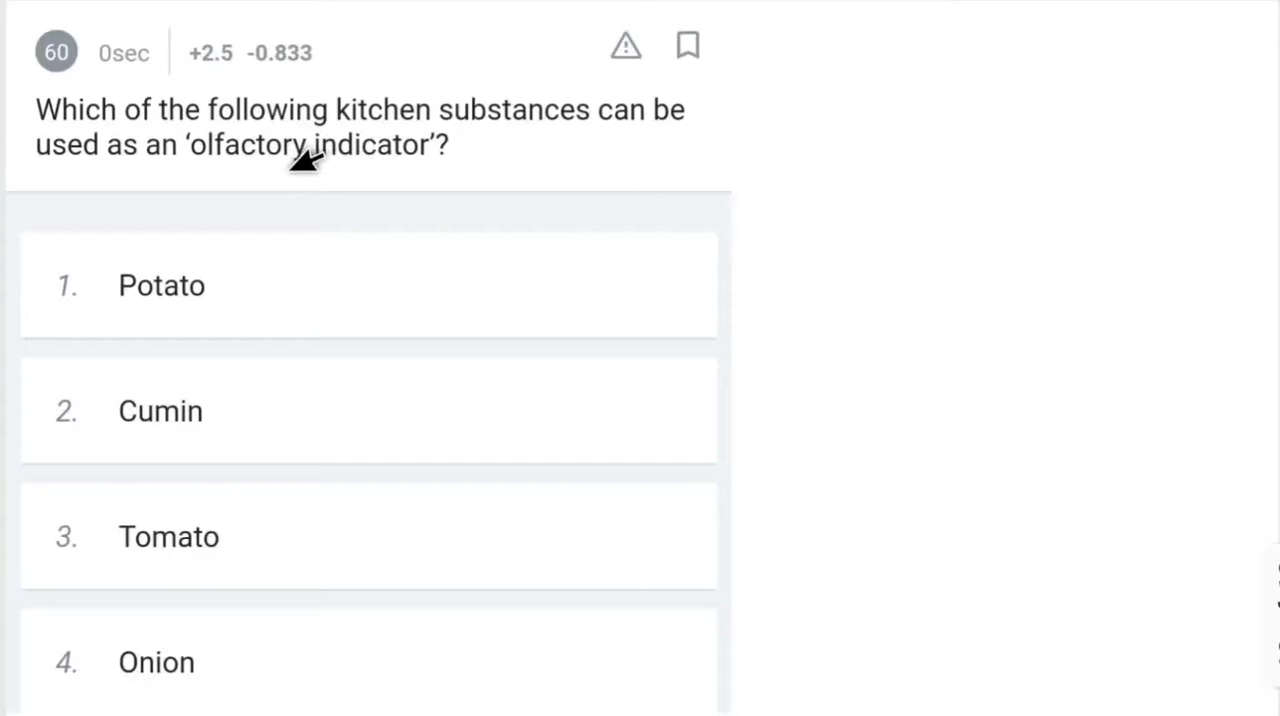 60 0sec +2.5 -0.833
Which of the following kitchen substances can be
used as an ‘olfactory indicator’?
1. Potato
2. Cumin
3. Tomato
4. Onion